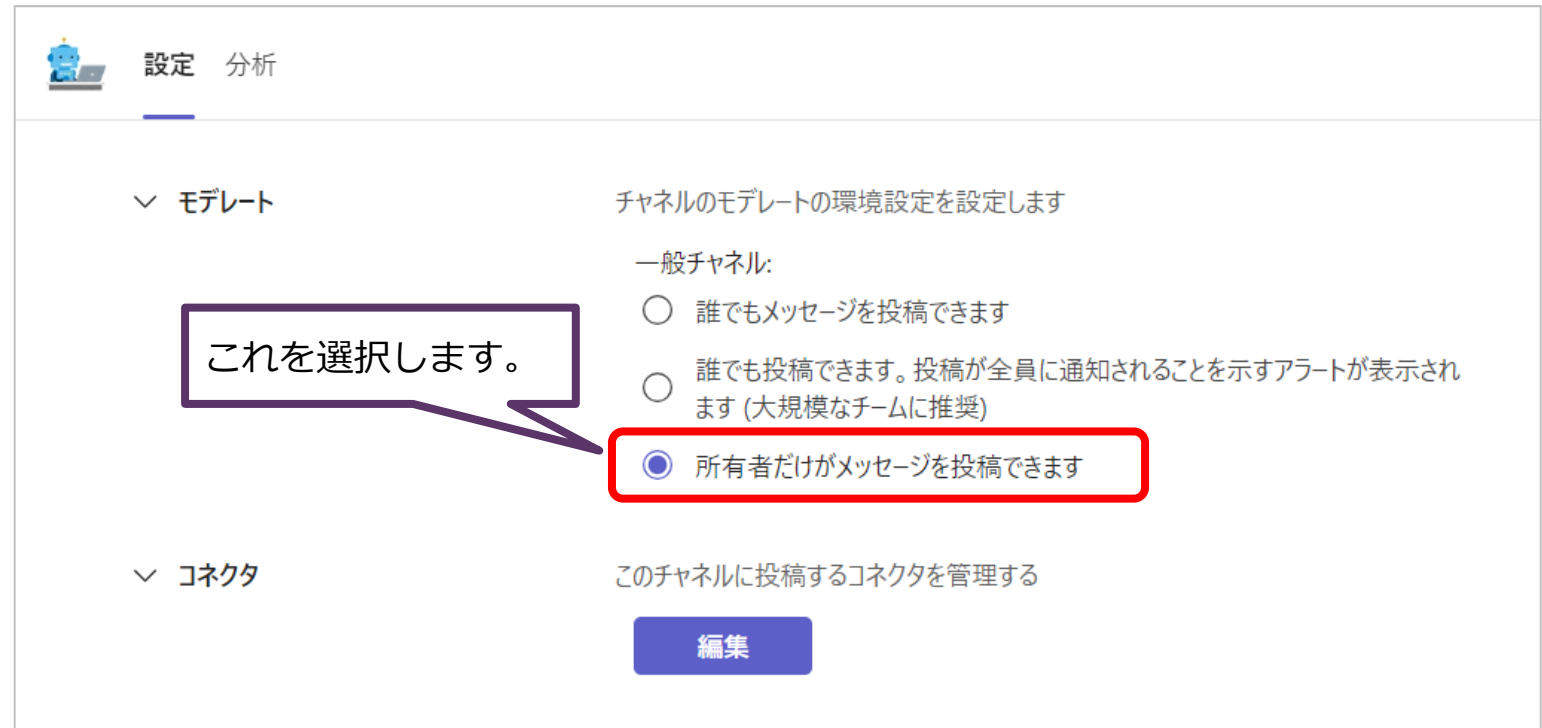 設定 分析
モデレート
チャネルのモデレートの環境設定を設定します
一般チャネル:
誰でもメッセージを投稿できます
これを選択します。
誰でも投稿できます。投稿が全員に通知されることを示すアラートが表示され
ます (大規模なチームに推奨)
所有者だけがメッセージを投稿できます
コネクタ
このチャネルに投稿するコネクタを管理する
編集